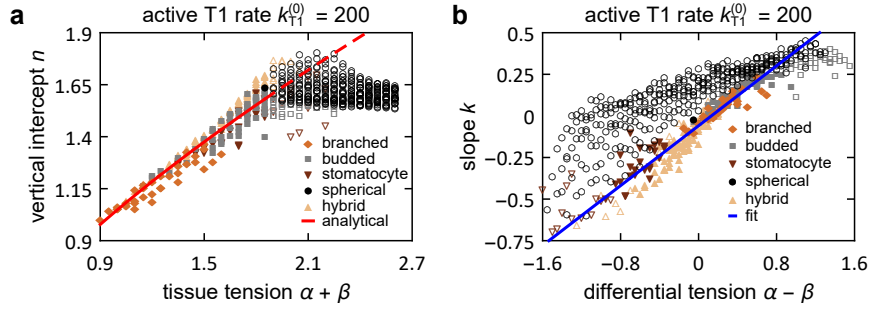 a
active T1 rate k_{T1}^{(0)} = 200
vertical intercept n
1.9
1.65
1.4
1.15
0.9
branched
budded
stomatocyte
spherical
hybrid
analytical
0.9
1.5
2.1
2.7
tissue tension α + β
b
active T1 rate k_{T1}^{(0)} = 200
slope k
0.5
0.25
0
−0.25
−0.5
−0.75
branched
budded
stomatocyte
spherical
hybrid
fit
−1.6
−0.8
0
0.8
1.6
differential tension α − β